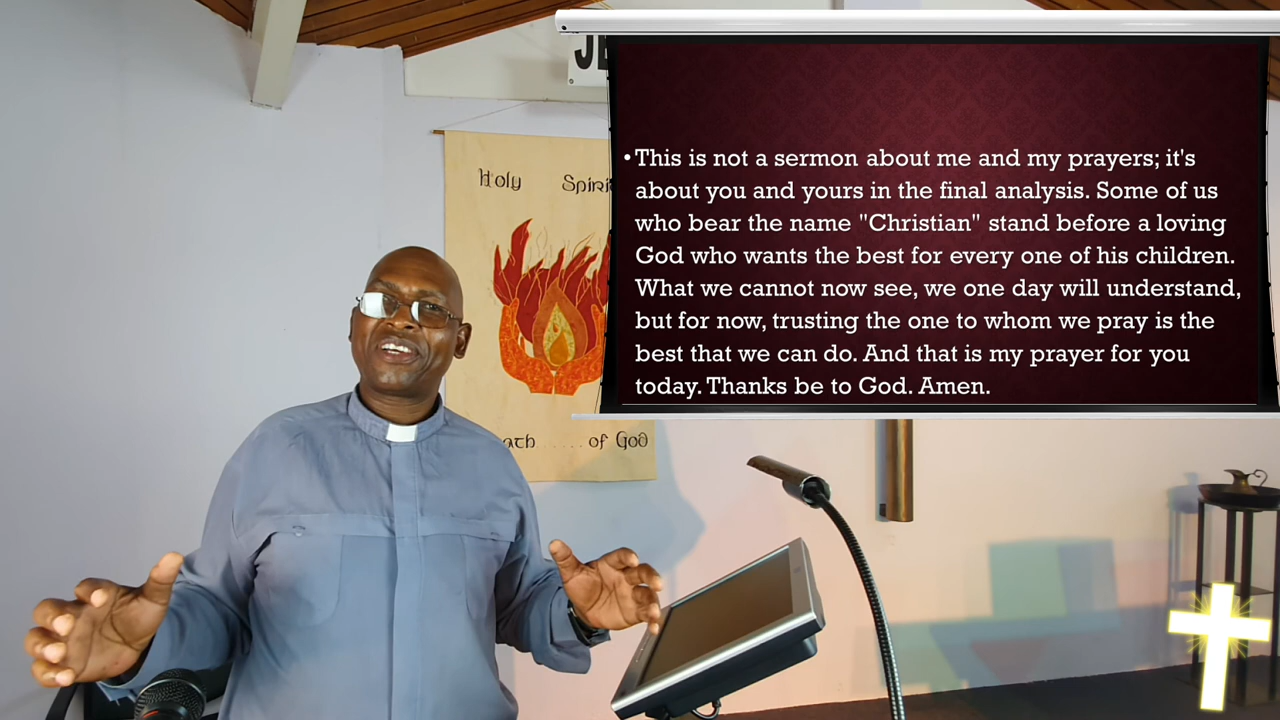 • This is not a sermon about me and my prayers; it's
about you and yours in the final analysis. Some of us
who bear the name "Christian" stand before a loving
God who wants the best for every one of his children.
What we cannot now see, we one day will understand,
but for now, trusting the one to whom we pray is the
best that we can do. And that is my prayer for you
today. Thanks be to God. Amen.
Holy
of God